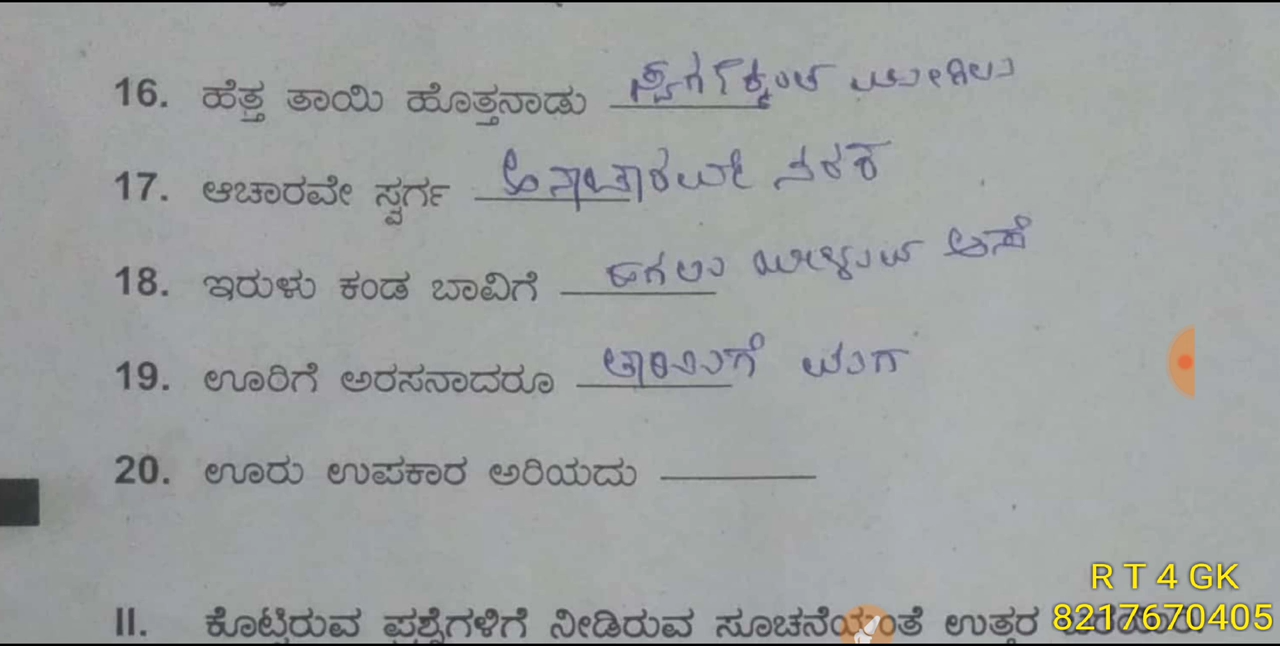 16. ಹೆತ್ತ ತಾಯಿ ಹೊತ್ತನಾಡು ಸ್ವರ್ಗಕ್ಕಿಂತ ಮೇಲು
17. ಆಚಾರವೇ ಸ್ವರ್ಗ ಅನಾಚಾರವೇ ನರಕ
18. ಇರುಳು ಕಂಡ ಬಾವಿಗೆ ಹಗಲು ಬೀಳುವ ಆಸೆ
19. ಊರಿಗೆ ಅರಸನಾದರೂ ತಾಯಿಗೆ ಮಗ
20. ಊರು ಉಪಕಾರ ಅರಿಯದು
II. ಕೊಟ್ಟಿರುವ ಪ್ರಶ್ನೆಗಳಿಗೆ ನೀಡಿರುವ ಸೂಚನೆಯಂತೆ ಉತ್ತರ
R T 4 GK
8217670405